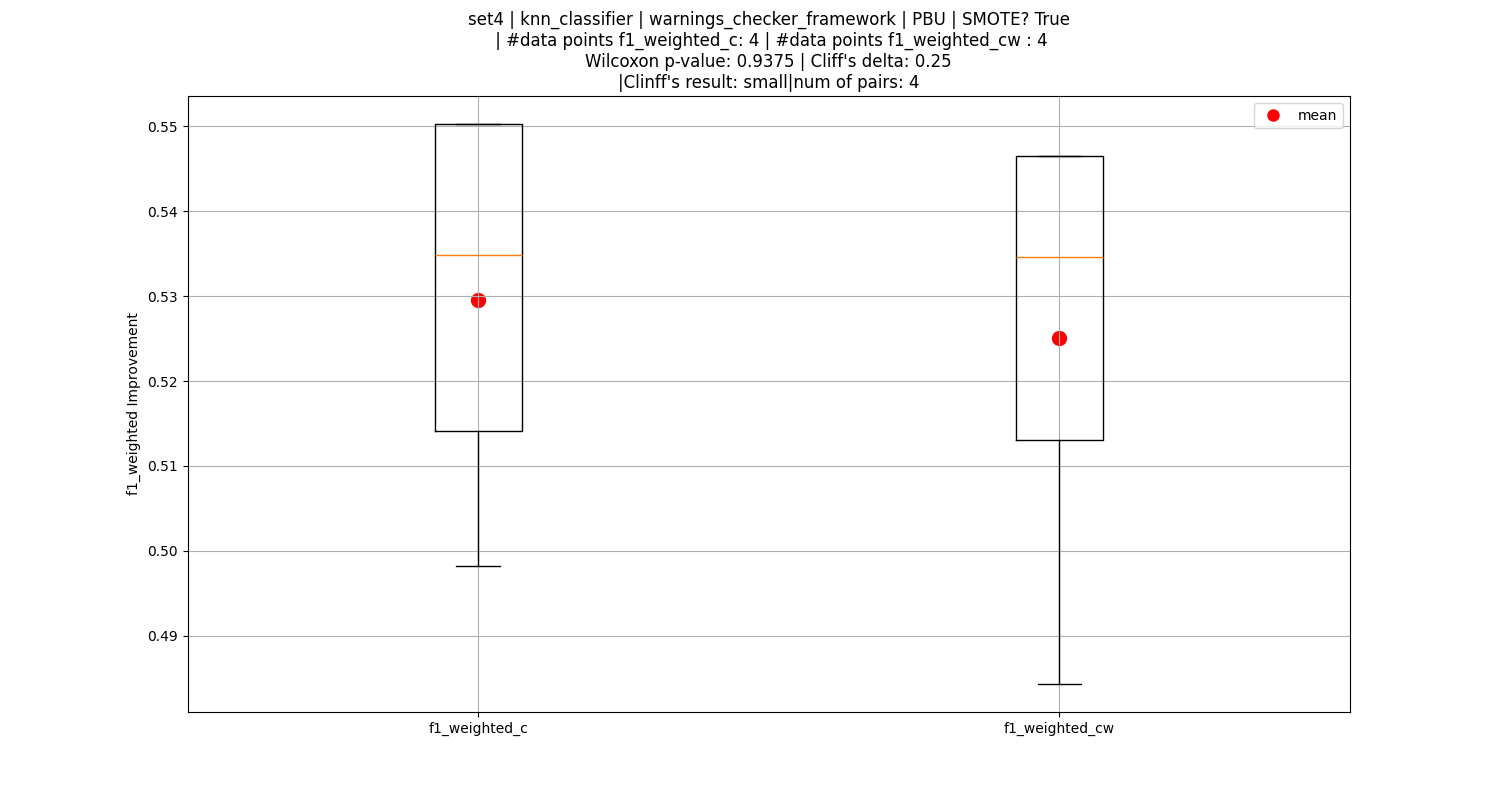 set4 | knn_classifier | warnings_checker_framework | PBU | SMOTE? True
| #data points f1_weighted_c: 4 | #data points f1_weighted_cw : 4
Wilcoxon p-value: 0.9375 | Cliff's delta: 0.25
|Clinff's result: small|num of pairs: 4
mean
f1_weighted Improvement
0.55
0.54
0.53
0.52
0.51
0.50
0.49
f1_weighted_c
f1_weighted_cw